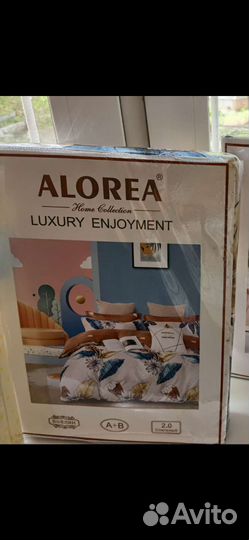 ALOREA®
Home Collection
LUXURY ENJOYMENT
A+B
2.0
Avito